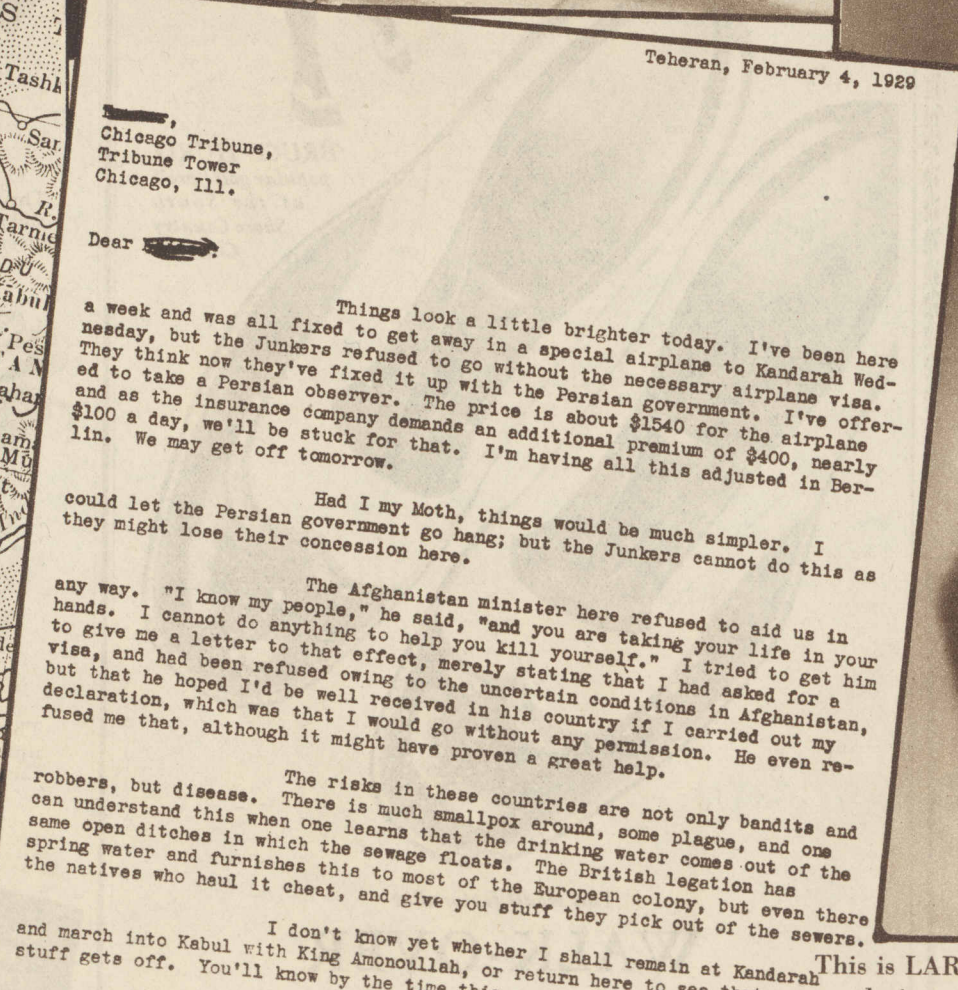 Teheran, February 4, 1929
Chicago Tribune,
Tribune Tower
Chicago, Ill.
Dear
Things look a little brighter today. I've been here
a week and was all fixed to get away in a special airplane to Kandarah Wed-
nesday, but the Junkers refused to go without the necessary airplane visa.
They think now they've fixed it up with the Persian government. I've offer-
ed to take a Persian observer. The price is about $1540 for the airplane
and as the insurance company demands an additional premium of $400, nearly
$100 a day, we'll be stuck for that. I'm having all this adjusted in Ber-
lin. We may get off tomorrow.
Had I my Moth, things would be much simpler. I
could let the Persian government go hang; but the Junkers cannot do this as
they might lose their concession here.
The Afghanistan minister here refused to aid us in
any way. "I know my people," he said, "and you are taking your life in your
hands. I cannot do anything to help you kill yourself." I tried to get him
to give me a letter to that effect, merely stating that I had asked for a
visa, and had been refused owing to the uncertain conditions in Afghanistan,
but that he hoped I'd be well received in his country if I carried out my
declaration, which was that I would go without any permission. He even re-
fused me that, although it might have proven a great help.
The risks in these countries are not only bandits and
robbers, but disease. There is much smallpox around, some plague, and one
can understand this when one learns that the drinking water comes out of the
same open ditches in which the sewage floats. The British legation has
spring water and furnishes this to most of the European colony, but even there
the natives who haul it cheat, and give you stuff they pick out of the sewers.
I don't know yet whether I shall remain at Kandarah
and march into Kabul with King Amonoullah, or return here to see
stuff gets off. You'll know by the time
This is LAR